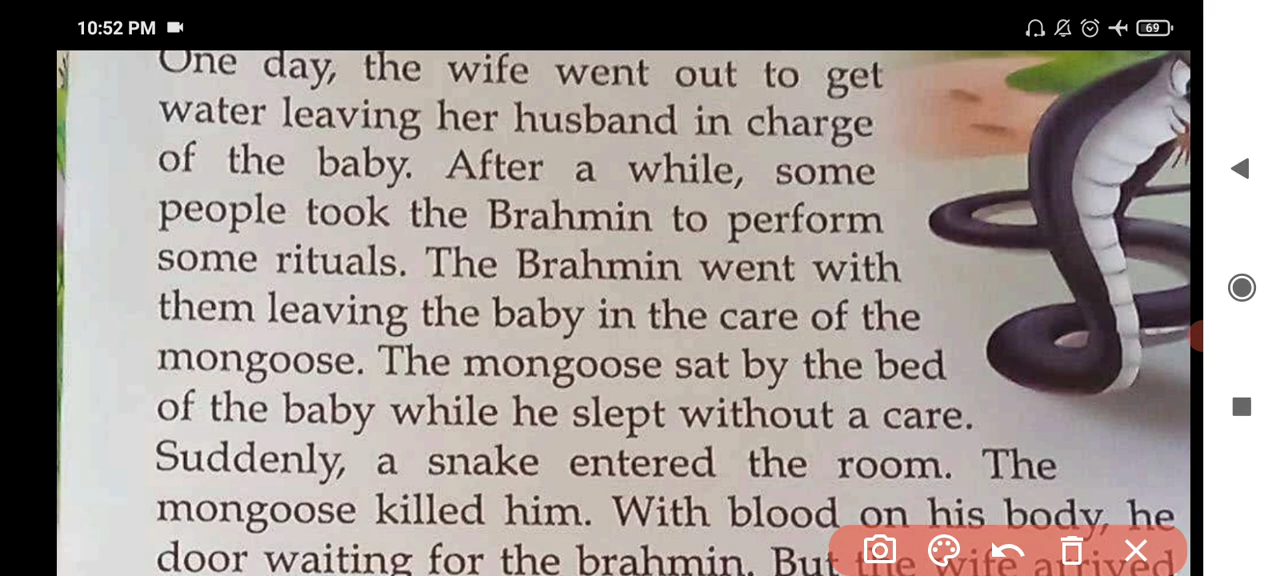 10:52 PM
69
One day, the wife went out to get
water leaving her husband in charge
of the baby. After a while, some
people took the Brahmin to perform
some rituals. The Brahmin went with
them leaving the baby in the care of the
mongoose. The mongoose sat by the bed
of the baby while he slept without a care.
Suddenly, a snake entered the room. The
mongoose killed him. With blood on his body, he
door waiting for the brahmin. But the wife arrived